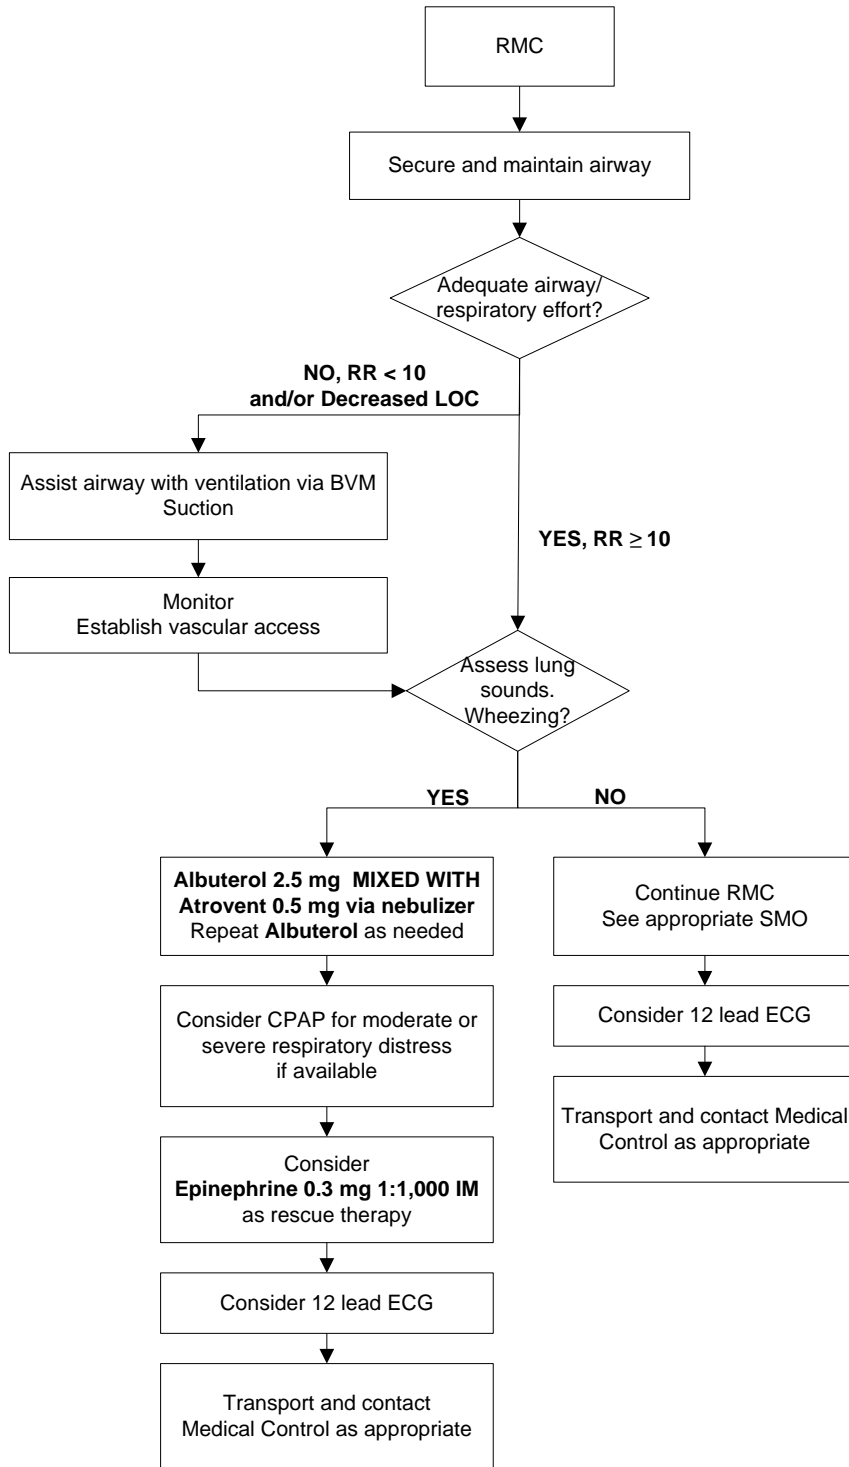 RMC
Secure and maintain airway
Adequate airway/
respiratory effort?
NO, RR < 10
and/or Decreased LOC
Assist airway with ventilation via BVM
Suction
YES, RR ≥ 10
Monitor
Establish vascular access
Assess lung
sounds.
Wheezing?
YES
NO
Albuterol 2.5 mg MIXED WITH
Atrovent 0.5 mg via nebulizer
Repeat Albuterol as needed
Consider CPAP for moderate or
severe respiratory distress
if available
Consider
Epinephrine 0.3 mg 1:1,000 IM
as rescue therapy
Consider 12 lead ECG
Transport and contact
Medical Control as appropriate
Continue RMC
See appropriate SMO
Consider 12 lead ECG
Transport and contact Medical
Control as appropriate